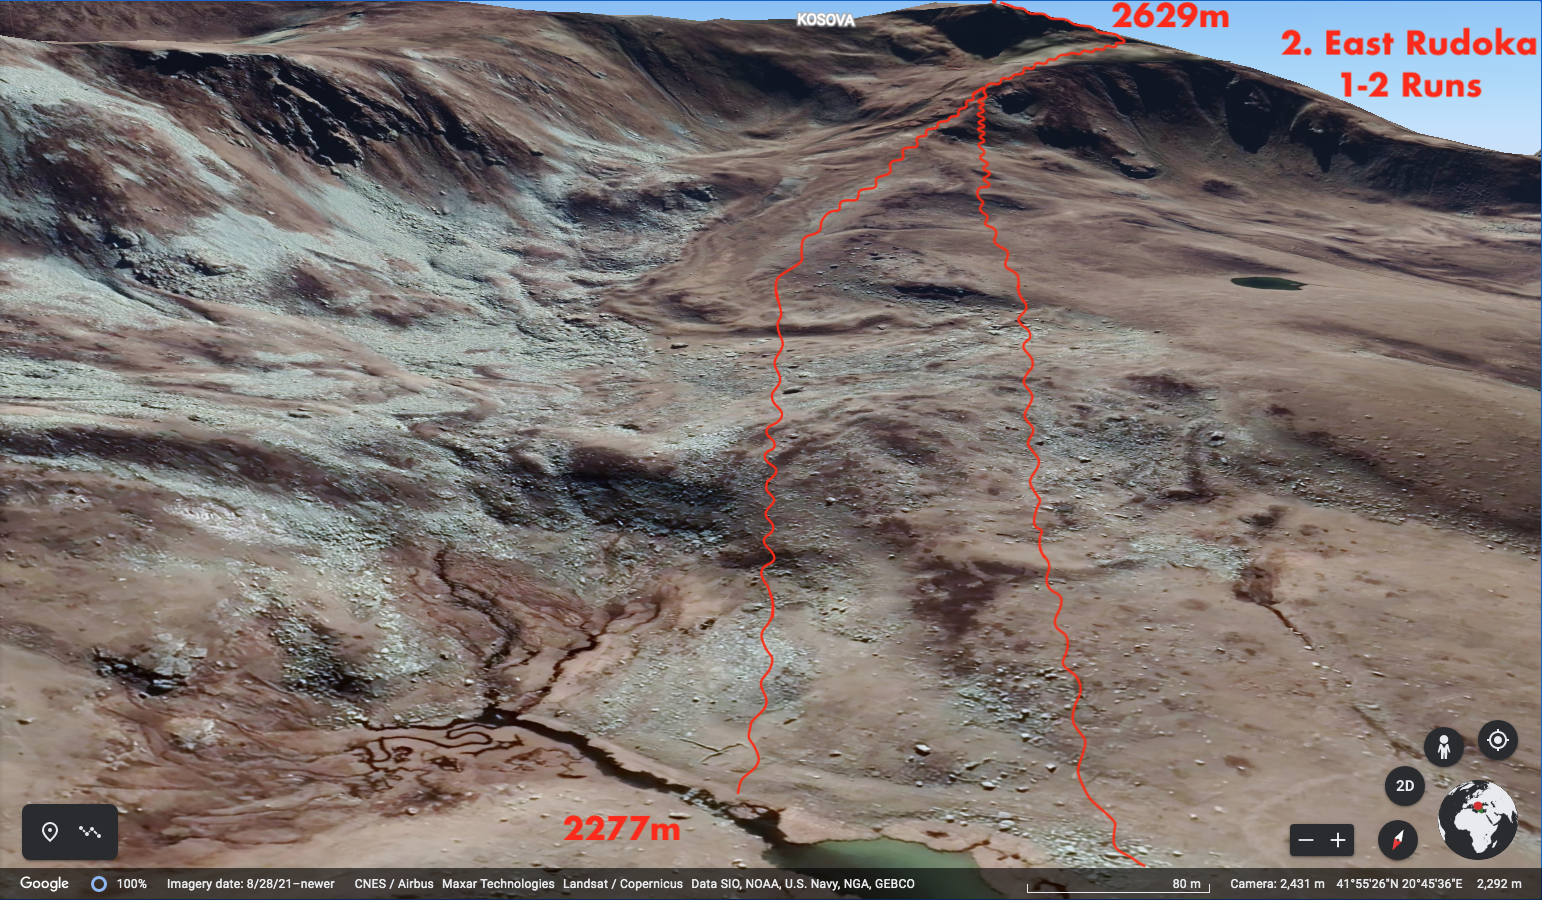 KOSOVA
2629m
2. East Rudoka
1-2 Runs
2277m
2D
Google
100%
Imagery date: 8/28/21–newer
CNES / Airbus Maxar Technologies Landsat / Copernicus Data SIO, NOAA, U.S. Navy, NGA, GEBCO
80 m
Camera: 2,431 m 41°55'26"N 20°45'36"E 2,292 m